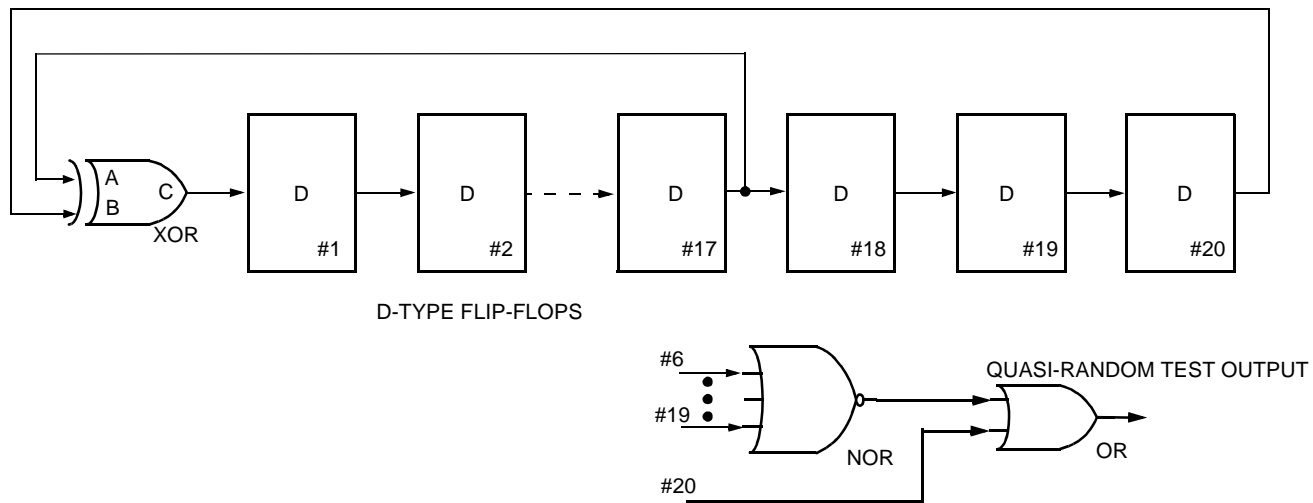 A
B
C
XOR
D
#1
D
#2
D
#17
D
#18
D
#19
D
#20
D-TYPE FLIP-FLOPS
#6
#19
NOR
#20
QUASI-RANDOM TEST OUTPUT
OR